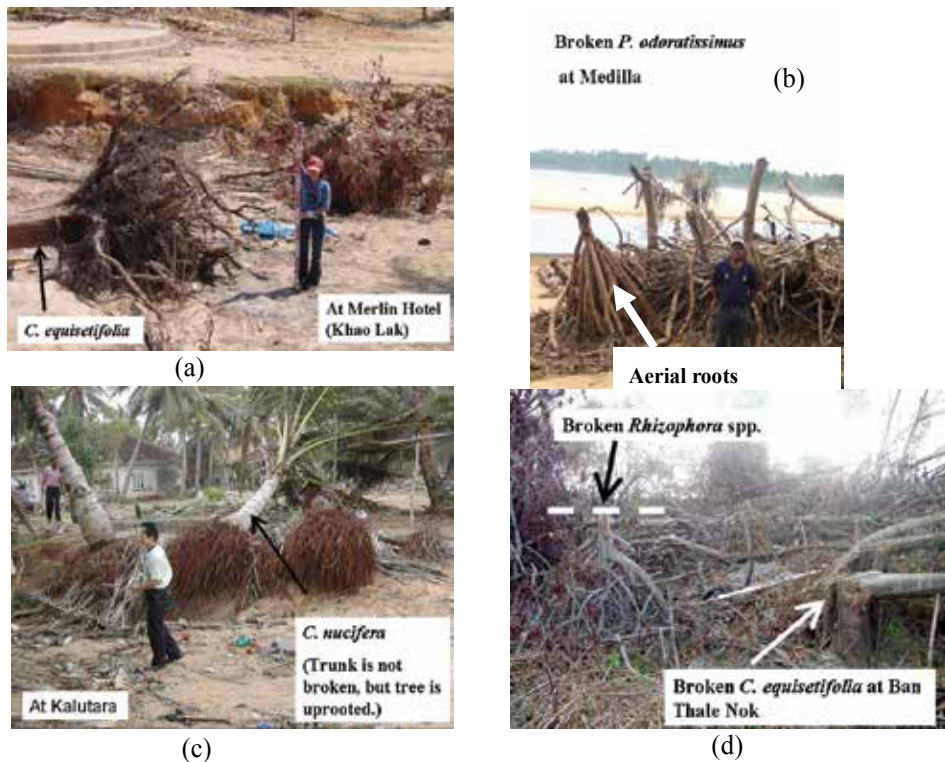 Broken P. odoratissimus
at Medilla
(b)
C. equisetifolia
At Merlin Hotel
(Khao Lak)
(a)
Aerial roots
Broken Rhizophora spp.
C. nucifera
(Trunk is not
broken, but tree is
uprooted.)
At Kalutara
(c)
Broken C. equisetifolia at Ban
Thale Nok
(d)